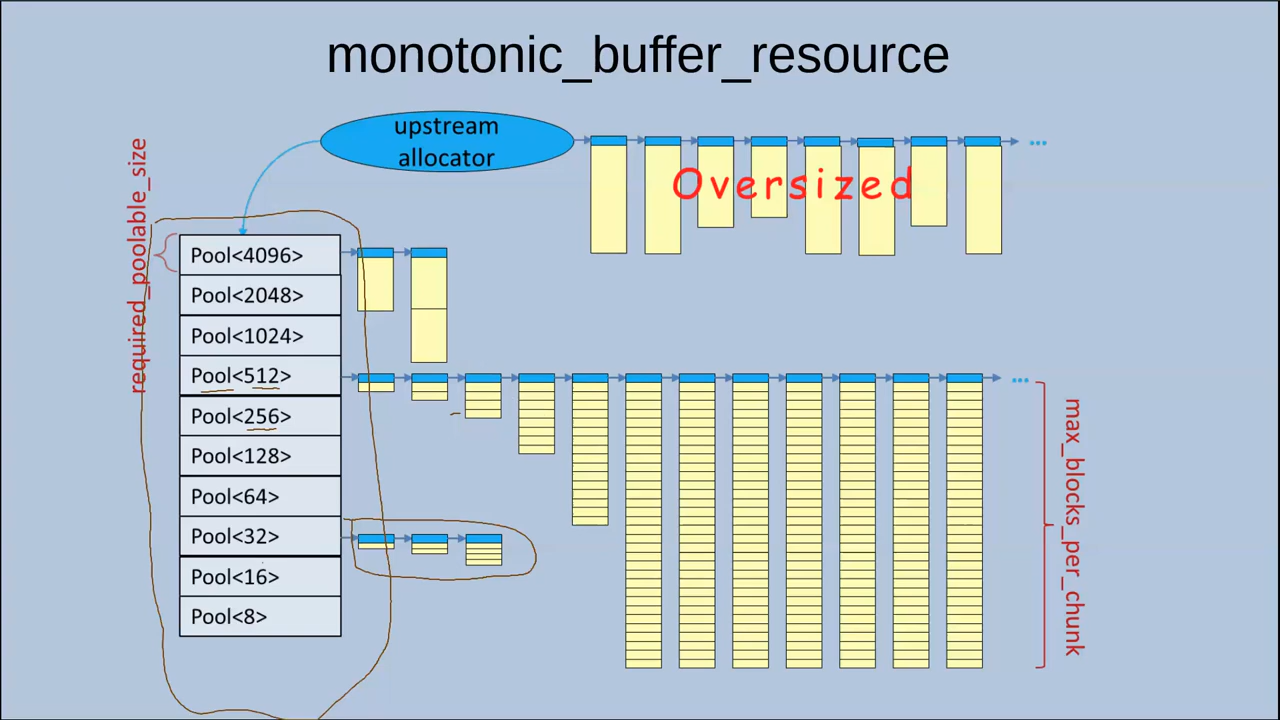 monotonic_buffer_resource
upstream
allocator
...
Oversized
required_poolable_size
Pool<4096>
Pool<2048>
Pool<1024>
Pool<512>
...
Pool<256>
Pool<128>
Pool<64>
Pool<32>
Pool<16>
Pool<8>
max_blocks_per_chunk